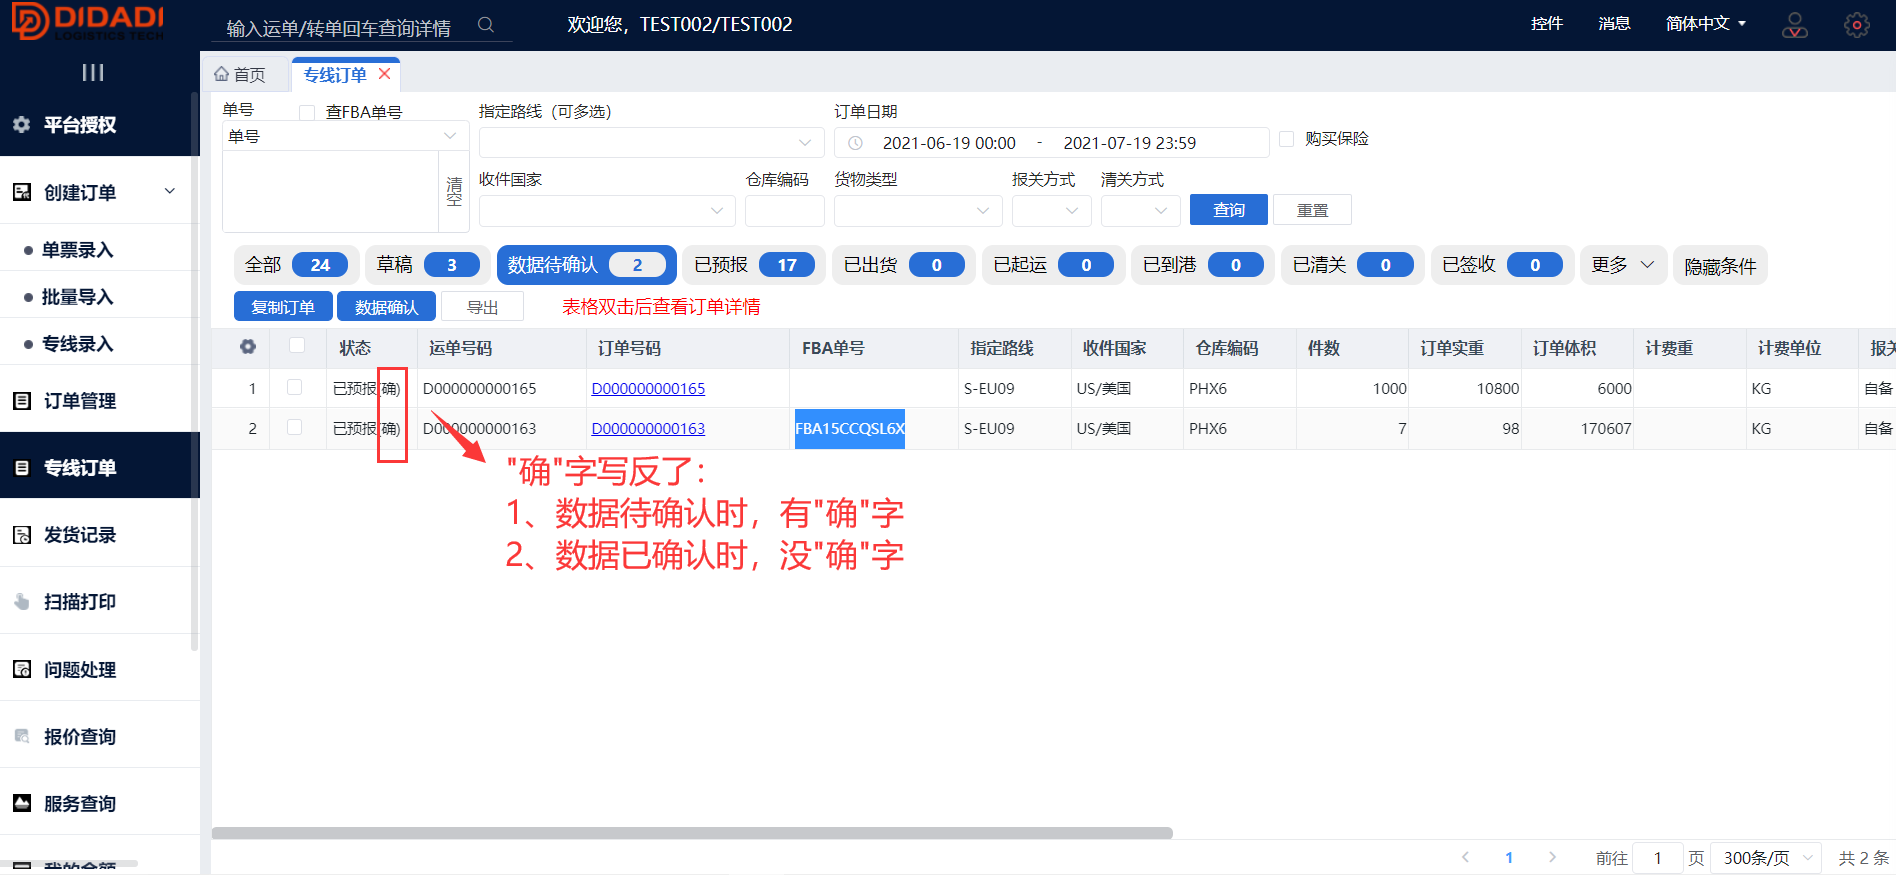 DIDADI
LOGISTICS TECH
输入运单/转单回车查询详情
欢迎您，TEST002/TEST002
控件
消息
简体中文
平台授权
创建订单
单票录入
批量导入
专线录入
订单管理
专线订单
发货记录
扫描打印
问题处理
报价查询
服务查询
首页
专线订单
单号
查FBA单号
指定路线（可多选）
订单日期
单号
2021-06-19 00:00 - 2021-07-19 23:59
购买保险
清空
收件国家
仓库编码
货物类型
报关方式
清关方式
查询
重置
全部 24
草稿 3
数据待确认 2
已预报 17
已出货 0
已起运 0
已到港 0
已清关 0
已签收 0
更多
隐藏条件
复制订单
数据确认
导出
表格双击后查看订单详情
状态 运单号码 订单号码 FBA单号 指定路线 收件国家 仓库编码 件数 订单实重 订单体积 计费重 计费单位 报关
1 已预报(确) D000000000165 D000000000165 S-EU09 US/美国 PHX6 1000 10800 6000 KG 自备
2 已预报(确) D000000000163 D000000000163 FBA15CCQSL6X S-EU09 US/美国 PHX6 7 98 170607 KG 自备
"确"字写反了：
1、数据待确认时，有"确"字
2、数据已确认时，没"确"字
1
前往 1 页
300条/页
共 2 条